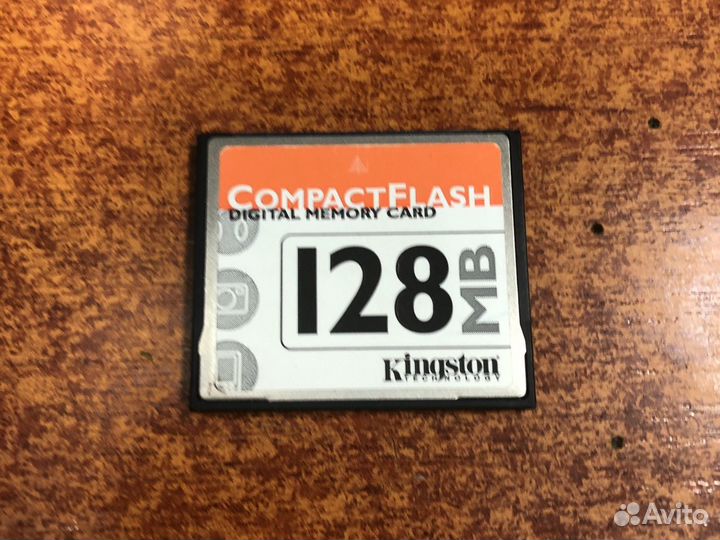 COMPACTFLASH
DIGITAL MEMORY CARD
128 MB
Kingston
TECHNOLOGY
Avito